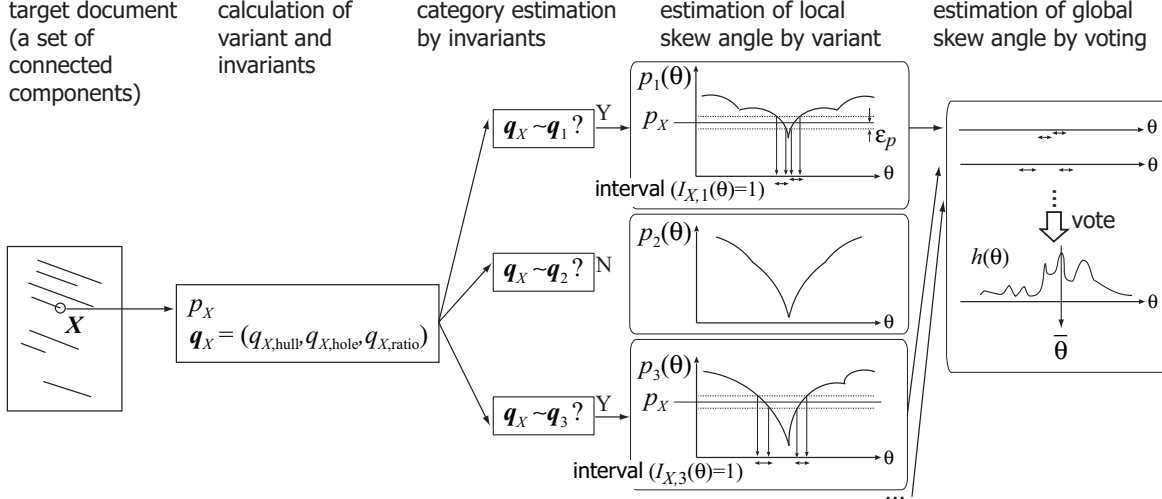 target document
(a set of
connected
components)
calculation of
variant and
invariants
category estimation
by invariants
estimation of local
skew angle by variant
estimation of global
skew angle by voting
X
p_X
q_X = (q_X,hull, q_X,hole, q_X,ratio)
q_X ~ q_1 ?
Y
p_1(θ)
p_X
ε_p
θ
interval (I_X,1(θ)=1)
q_X ~ q_2 ?
N
p_2(θ)
θ
q_X ~ q_3 ?
Y
p_3(θ)
p_X
θ
interval (I_X,3(θ)=1)
...
θ
θ
...
vote
h(θ)
θ
θ̅